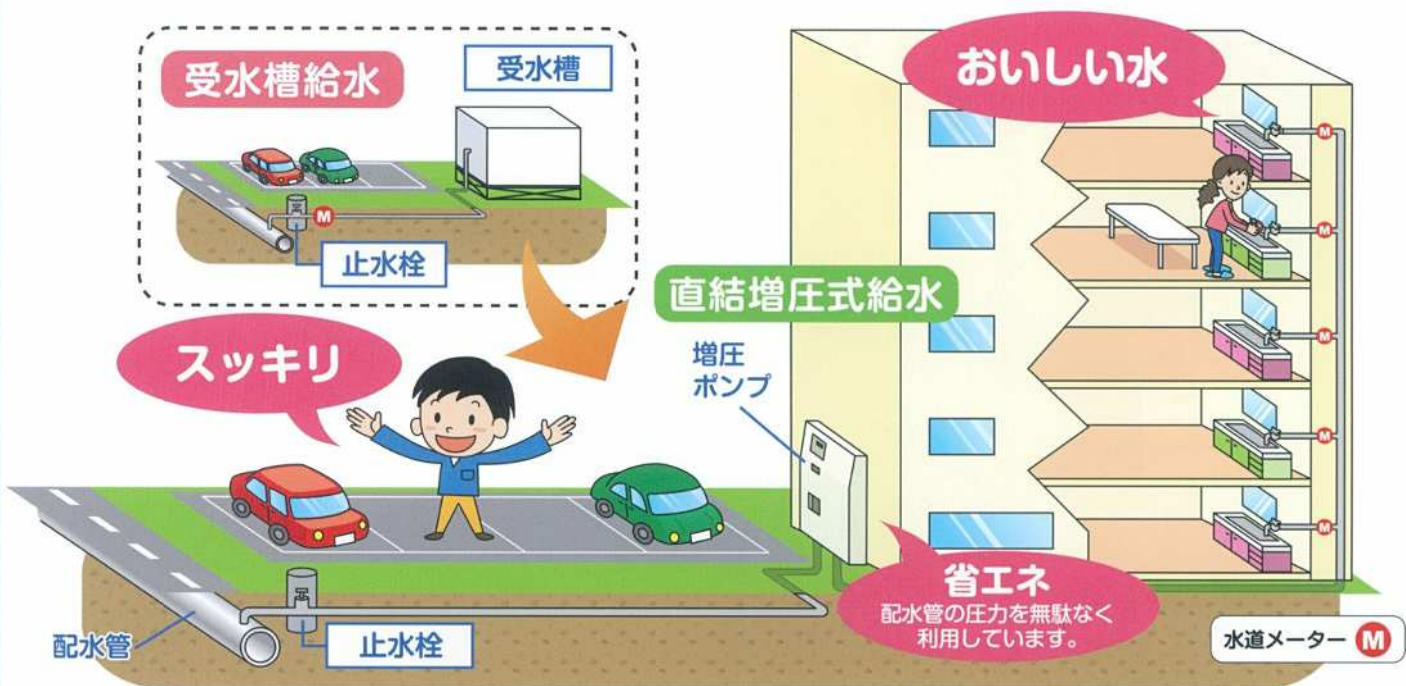 受水槽給水
受水槽
M
止水栓
おいしい水
M
M
M
M
M
直結増圧式給水
スッキリ
増圧
ポンプ
省エネ
配水管の圧力を無駄なく
利用しています。
配水管
止水栓
水道メーター M